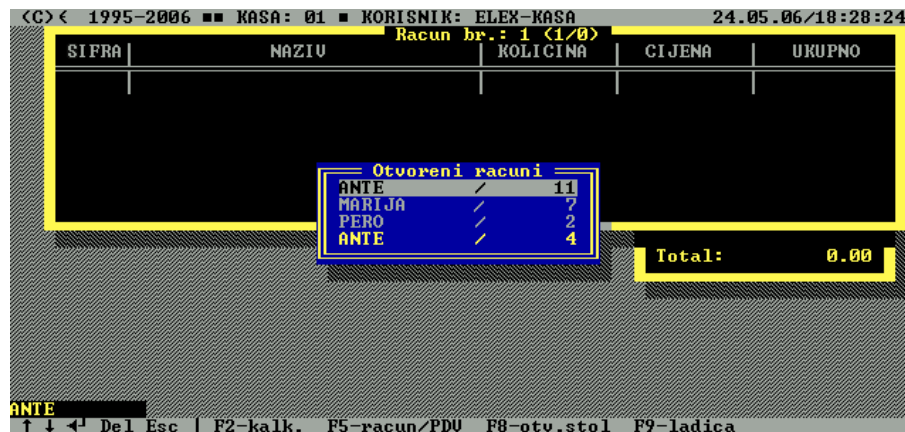 (C)< 1995-2006 ■■ KASA: 01 ■ KORISNIK: ELEX-KASA 24.05.06/18:28:24
Racun br.: 1 (1/0)
SIFRA NAZIV KOLICINA CIJENA UKUPNO
Otvoreni racuni
ANTE / 11
MARIJA / 7
PERO / 2
ANTE / 4
Total: 0.00
ANTE
↑ ↓ ◄┘ Del Esc | F2-kalk. F5-racun/PDV F8-otv.stol F9-ladica